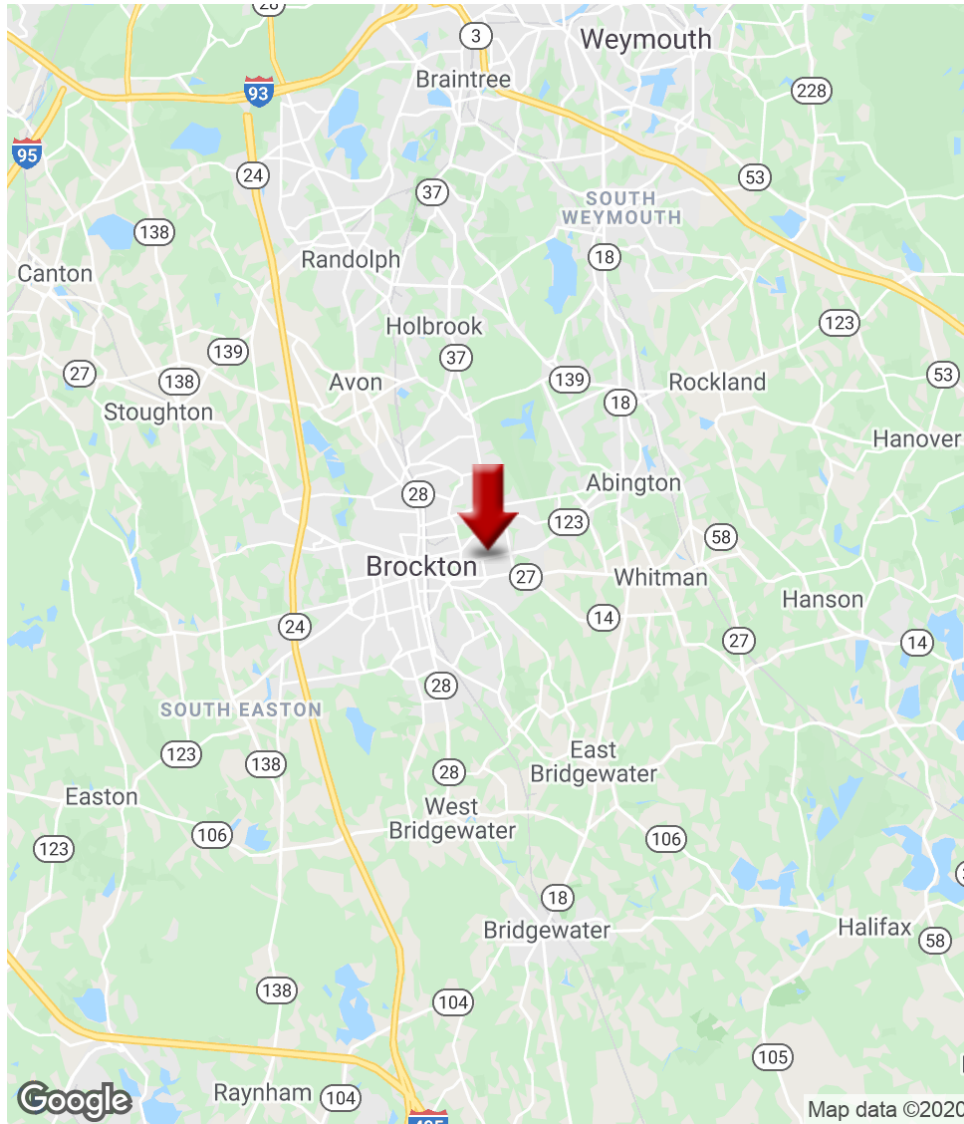 28
3
Weymouth
Braintree
93
228
95
24
53
37
SOUTH
WEYMOUTH
138
18
Randolph
Canton
Holbrook
123
139
37
27
138
Avon
139
Rockland
53
18
Stoughton
Hanover
28
Abington
123
58
Brockton
27
Whitman
Hanson
24
14
27
14
28
SOUTH EASTON
123
138
28
East
Bridgewater
Easton
West
Bridgewater
106
106
123
18
Bridgewater
Halifax
58
138
104
105
Raynham
104
Google
Map data ©2020